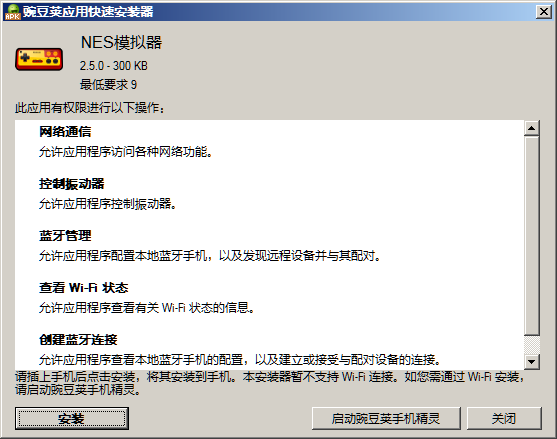 豌豆荚应用快速安装器
APK
NES模拟器
2.5.0 - 300 KB
最低要求 9
此应用有权限进行以下操作:
网络通信
允许应用程序访问各种网络功能。
控制振动器
允许应用程序控制振动器。
蓝牙管理
允许应用程序配置本地蓝牙手机，以及发现远程设备并与其配对。
查看 Wi-Fi 状态
允许应用程序查看有关 Wi-Fi 状态的信息。
创建蓝牙连接
允许应用程序查看本地蓝牙手机的配置，以及建立或接受与配对设备的连接。
请插上手机后点击安装，将其安装到手机。本安装器暂不支持 Wi-Fi 连接。如您需通过 Wi-Fi 安装，
请启动豌豆荚手机精灵。
安装
启动豌豆荚手机精灵
关闭